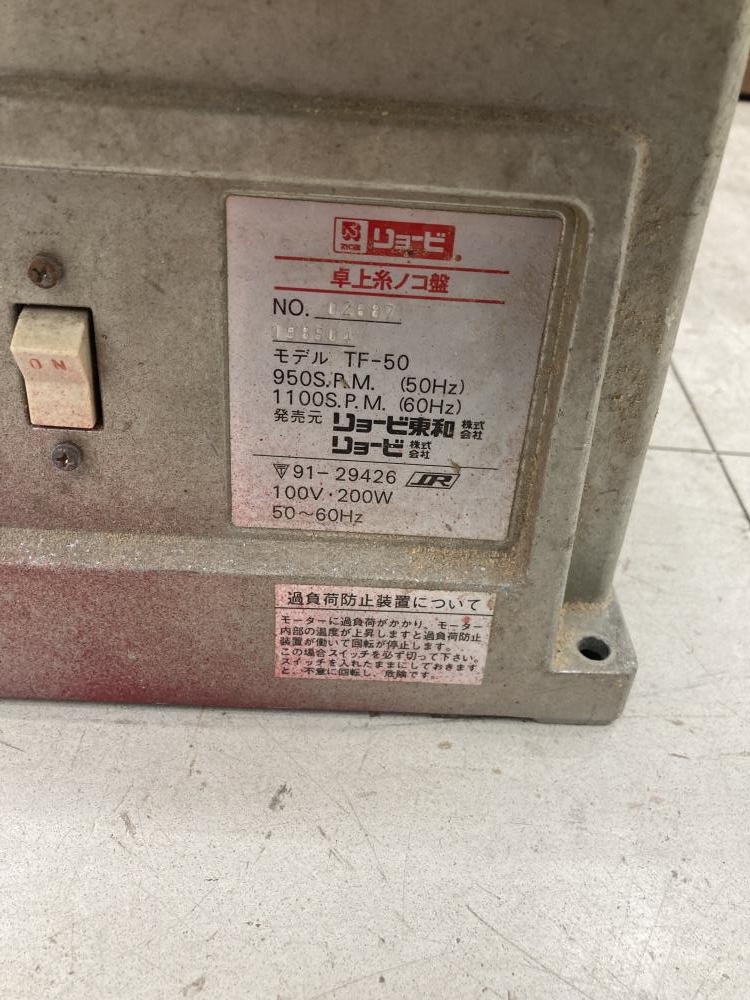 リョービ
卓上糸ノコ盤
NO.
モデル TF-50
950S.P.M. (50Hz)
1100S.P.M. (60Hz)
発売元 リョービ東和 株式会社
リョービ 株式会社
91-29426 JR
100V·200W
50〜60Hz
ON
過負荷防止装置について
モーターに過負荷がかかり、モーター
内部の温度が上昇しますと過負荷防止
装置が働いて回転が停止します。
この場合スイッチを必ず切って下さい。
スイッチを入れたままにしておきます
と、不意に回転し、危険です。